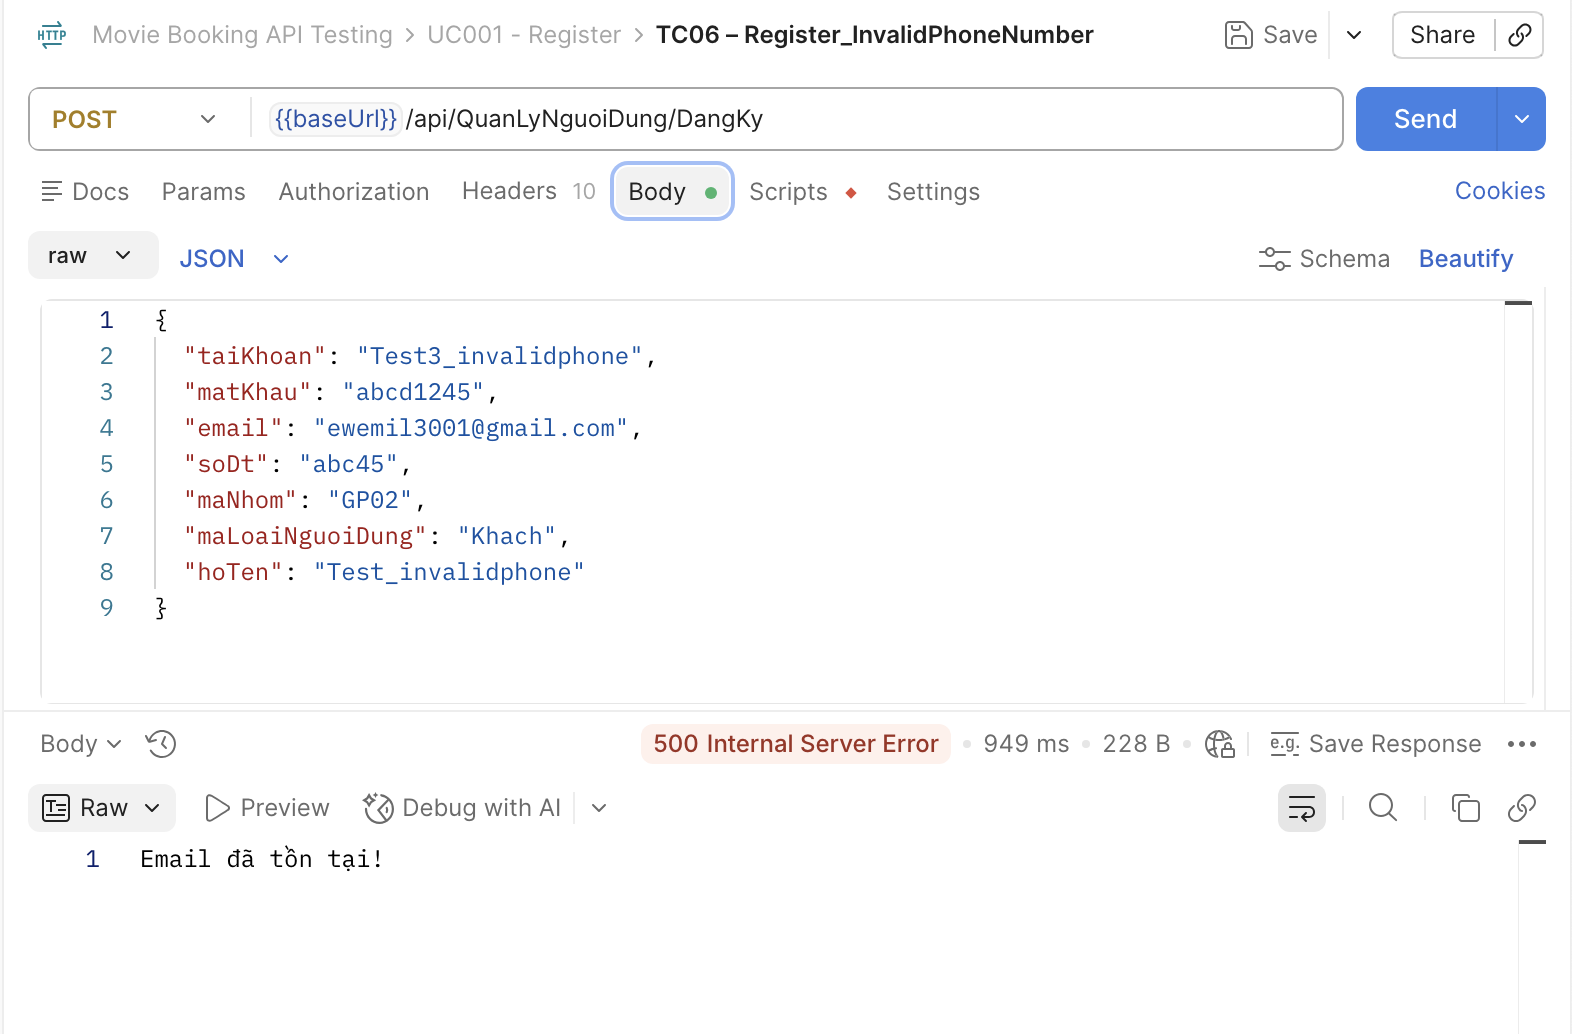 HTTP Movie Booking API Testing > UC001 - Register > TC06 – Register_InvalidPhoneNumber Save Share
POST {{baseUrl}}/api/QuanLyNguoiDung/DangKy Send
Docs Params Authorization Headers 10 Body Scripts Settings Cookies
raw JSON Schema Beautify
1 {
2 "taiKhoan": "Test3_invalidphone",
3 "matKhau": "abcd1245",
4 "email": "ewemil3001@gmail.com",
5 "soDt": "abc45",
6 "maNhom": "GP02",
7 "maLoaiNguoiDung": "Khach",
8 "hoTen": "Test_invalidphone"
9 }
Body 500 Internal Server Error • 949 ms • 228 B • e.g. Save Response
Raw Preview Debug with AI
1 Email đã tồn tại!